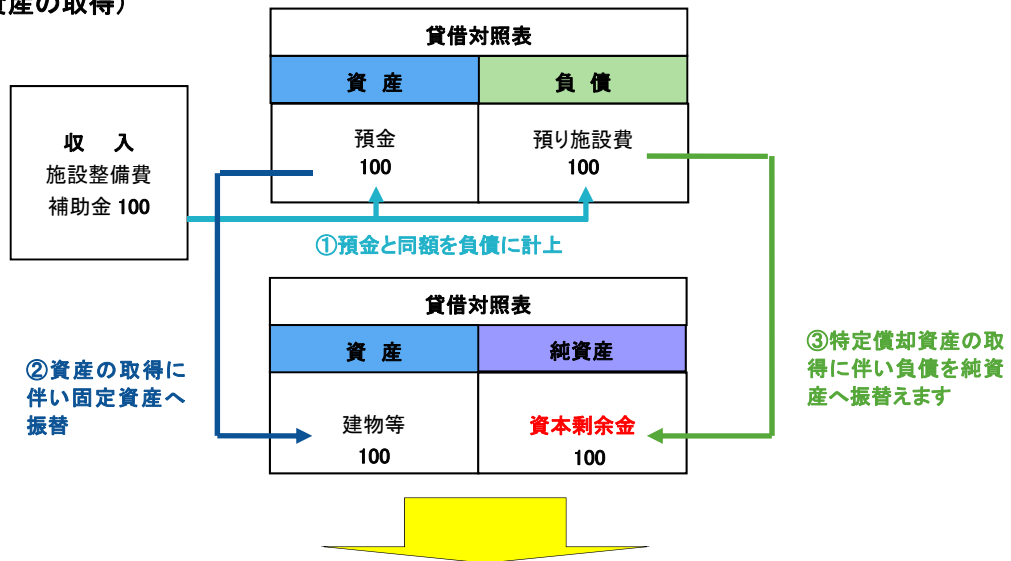 産の取得）
貸借対照表
資 産
負 債
収 入
施設整備費
補助金 100
預金
100
預り施設費
100
①預金と同額を負債に計上
貸借対照表
資 産
純資産
②資産の取得に
伴い固定資産へ
振替
建物等
100
資本剰余金
100
③特定償却資産の取
得に伴い負債を純資
産へ振替えます